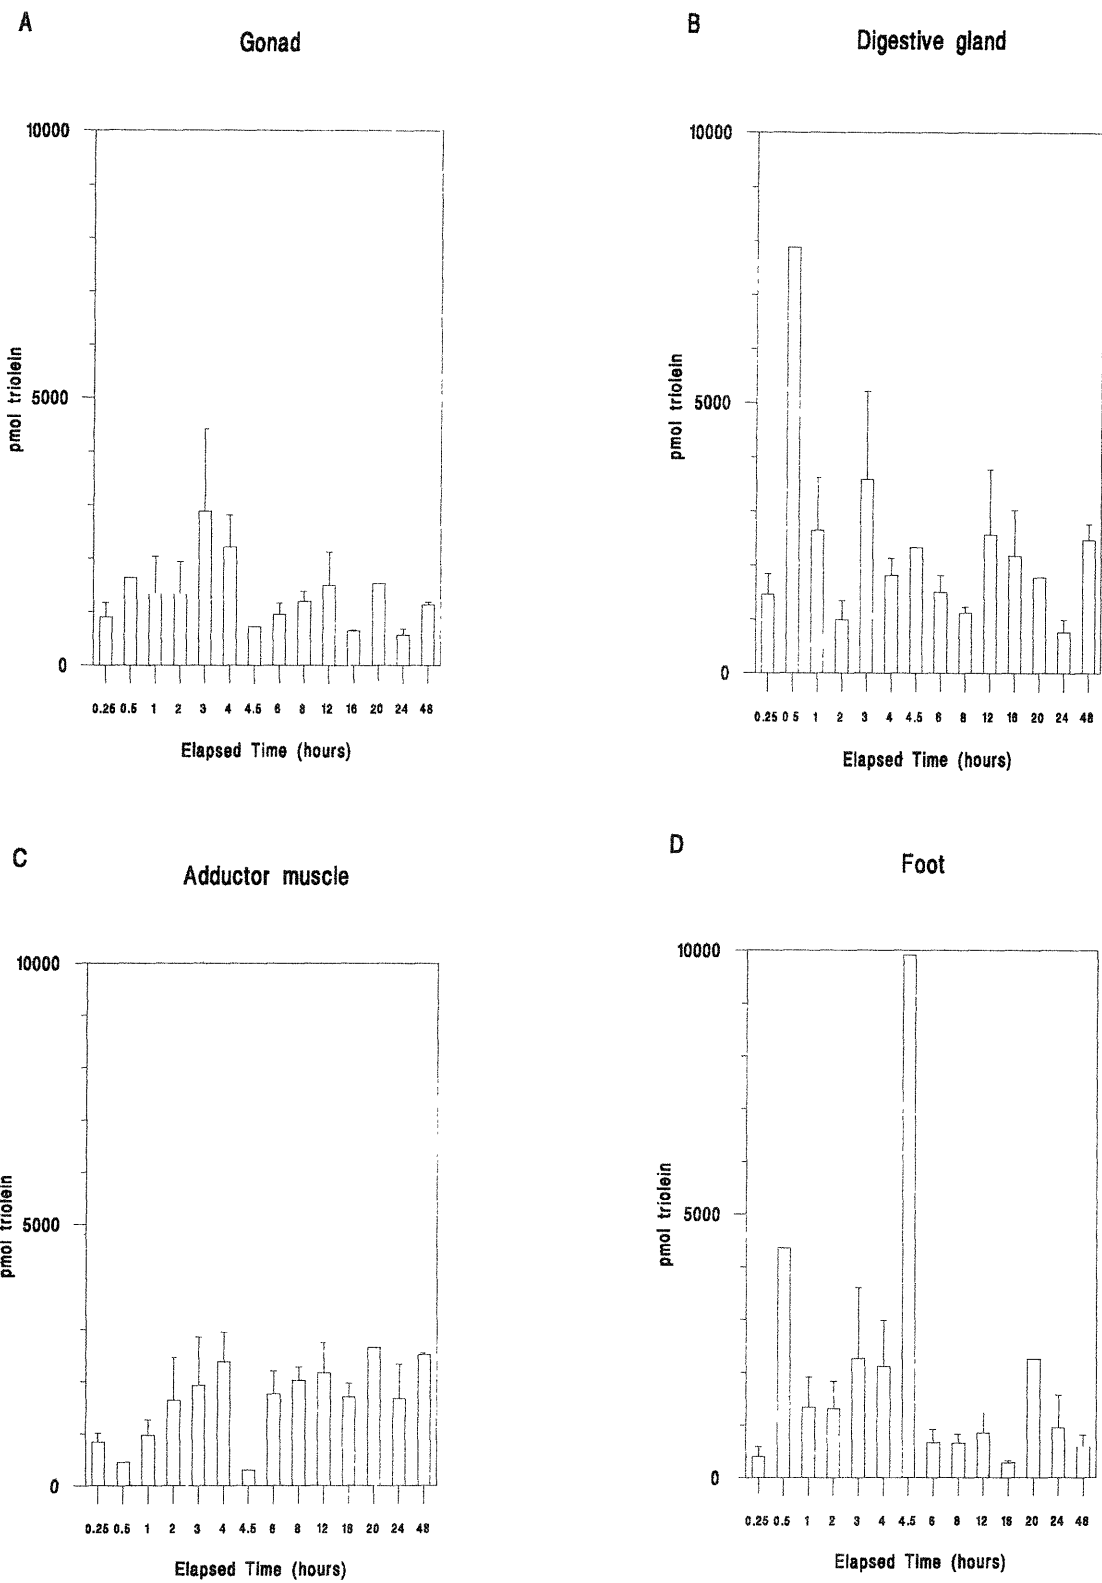 A
Gonad
10000
5000
0
pmol triolein
0.25 0.5 1 2 3 4 4.5 6 8 12 16 20 24 48
Elapsed Time (hours)
B
Digestive gland
10000
5000
0
pmol triolein
0.25 0 5 1 2 3 4 4.5 6 8 12 16 20 24 48
Elapsed Time (hours)
C
Adductor muscle
10000
5000
0
pmol triolein
0.25 0.5 1 2 3 4 4.5 6 8 12 16 20 24 48
Elapsed Time (hours)
D
Foot
10000
5000
0
pmol triolein
0.25 0.5 1 2 3 4 4.5 6 8 12 16 20 24 48
Elapsed Time (hours)